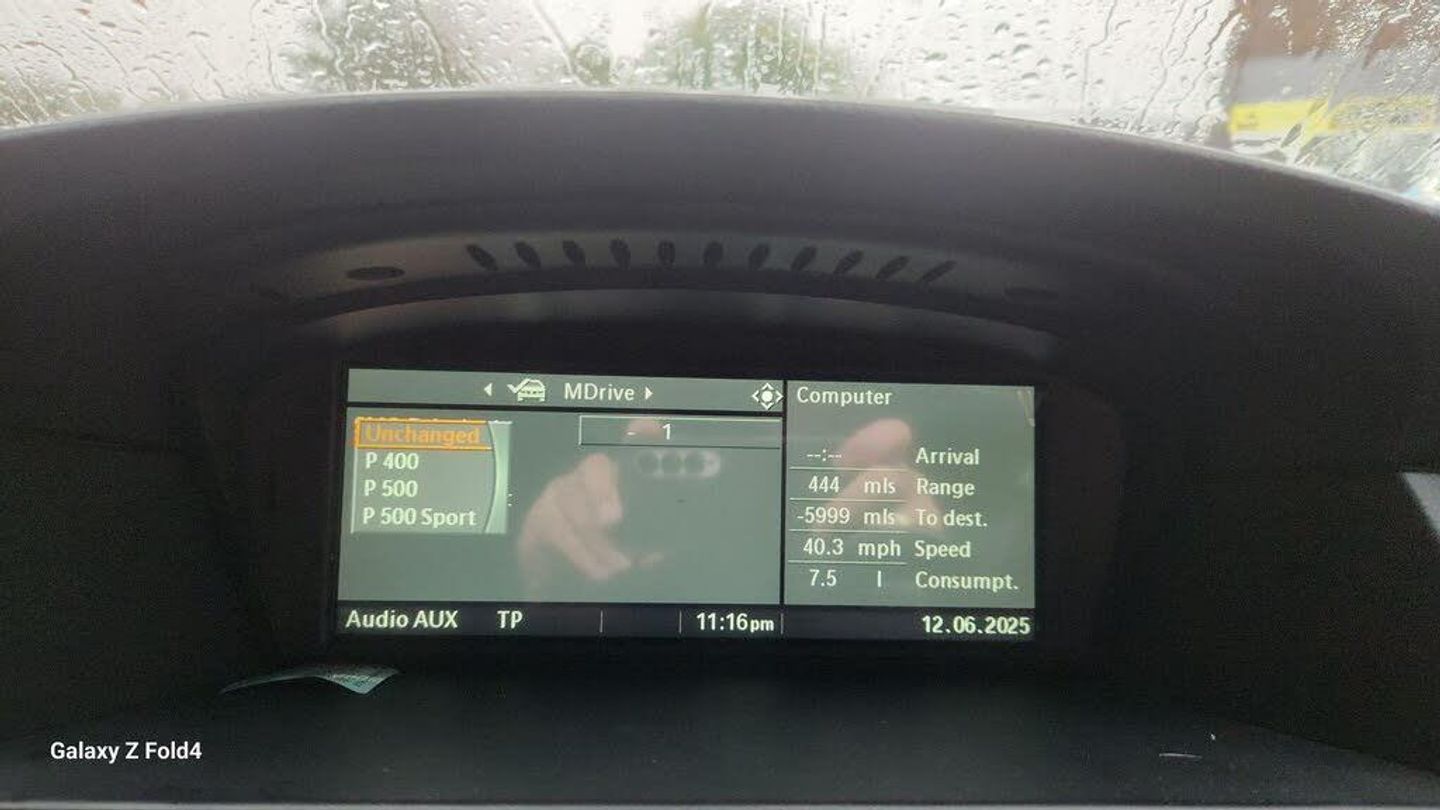 MDrive
Unchanged
P 400
P 500
P 500 Sport
- 1
Computer
--:-- Arrival
444 mls Range
-5999 mls To dest.
40.3 mph Speed
7.5 l Consumpt.
Audio AUX TP 11:16pm 12.06.2025
Galaxy Z Fold4